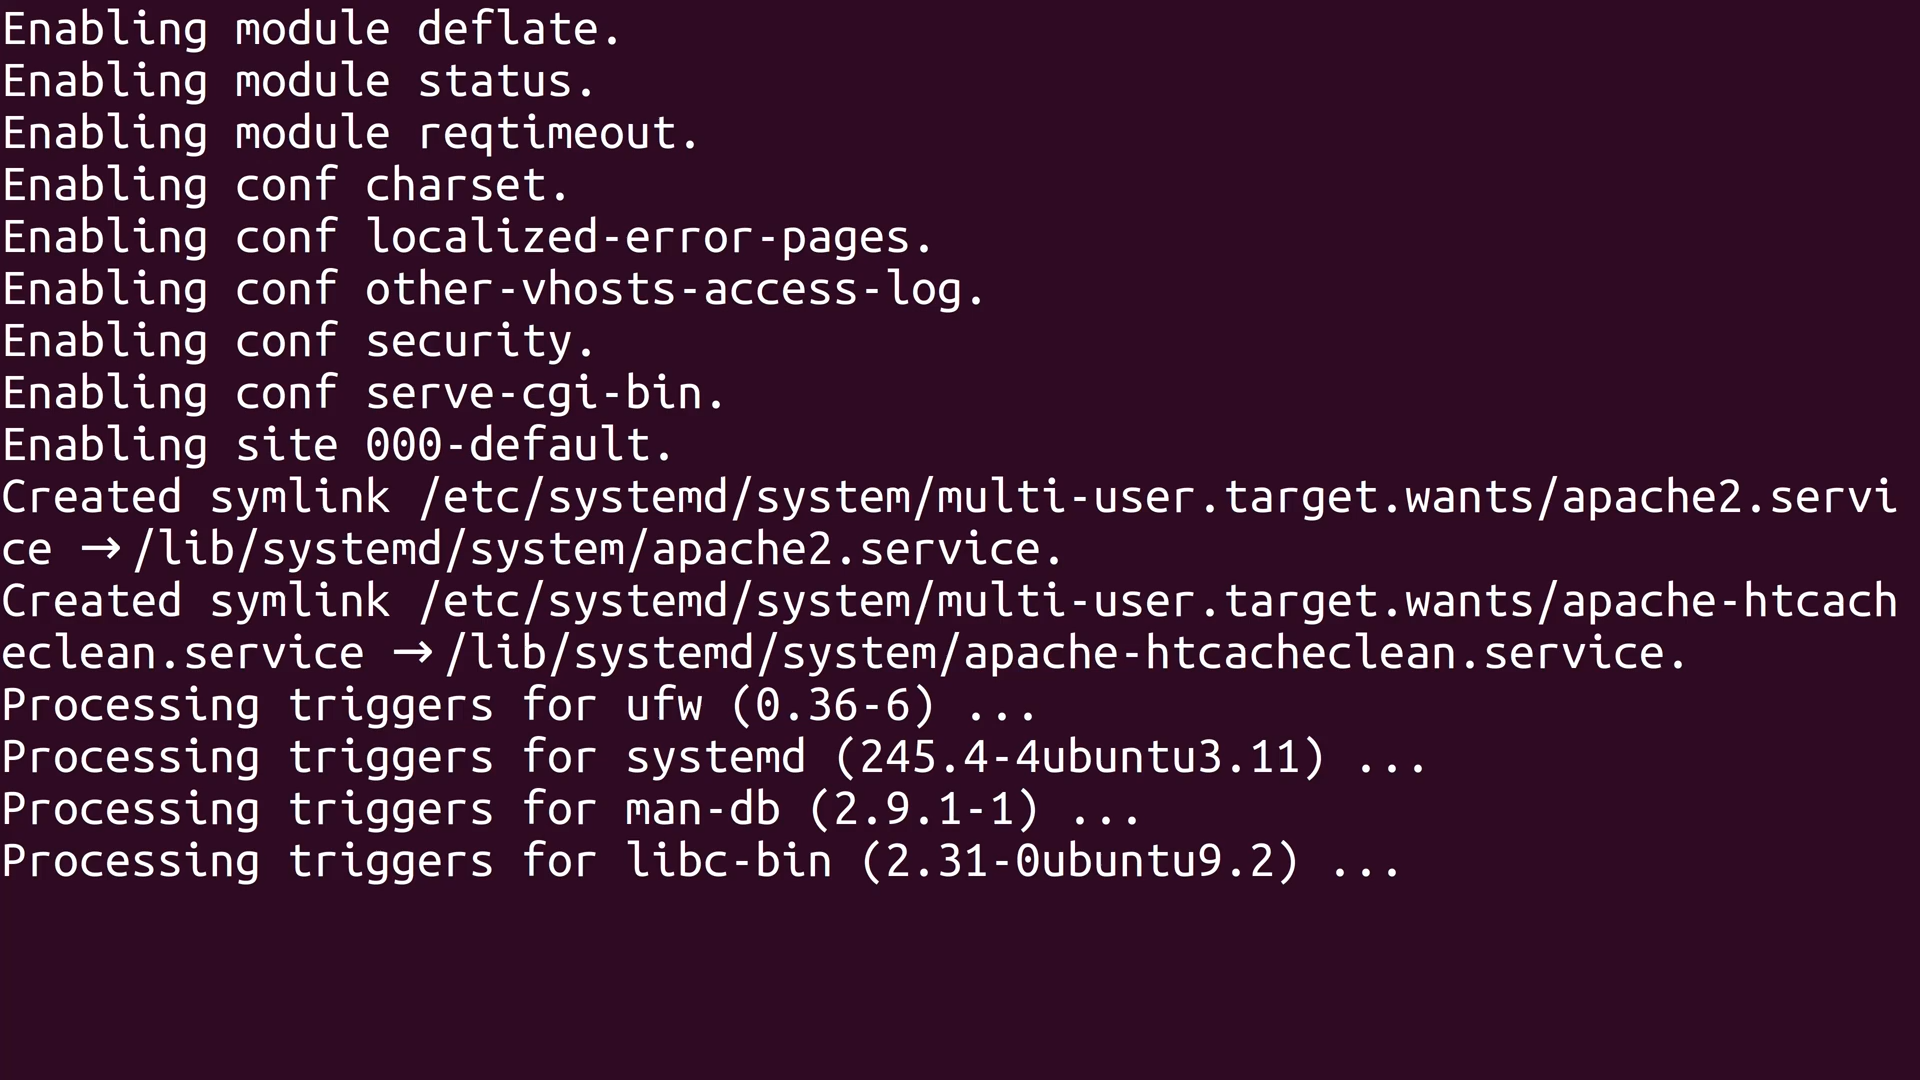 Enabling module deflate.
Enabling module status.
Enabling module reqtimeout.
Enabling conf charset.
Enabling conf localized-error-pages.
Enabling conf other-vhosts-access-log.
Enabling conf security.
Enabling conf serve-cgi-bin.
Enabling site 000-default.
Created symlink /etc/systemd/system/multi-user.target.wants/apache2.servi
ce → /lib/systemd/system/apache2.service.
Created symlink /etc/systemd/system/multi-user.target.wants/apache-htcach
eclean.service → /lib/systemd/system/apache-htcacheclean.service.
Processing triggers for ufw (0.36-6) ...
Processing triggers for systemd (245.4-4ubuntu3.11) ...
Processing triggers for man-db (2.9.1-1) ...
Processing triggers for libc-bin (2.31-0ubuntu9.2) ...